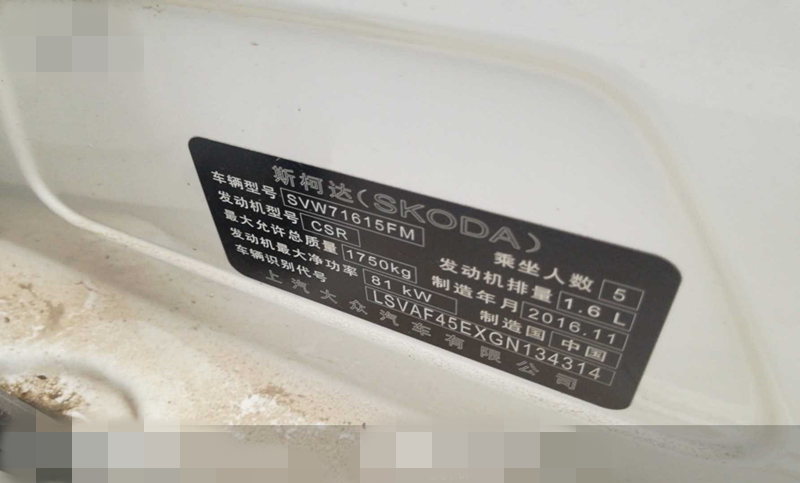 斯柯达(SKODA)
车辆型号 SVW71615FM 乘坐人数 5
发动机型号 CSR 发动机排量 1.6 L
最大允许总质量 1750kg 制造年月 2016.11
发动机最大净功率 81 kW 制造国 中国
车辆识别代号 LSVAF45EXGN134314
上汽大众汽车有限公司